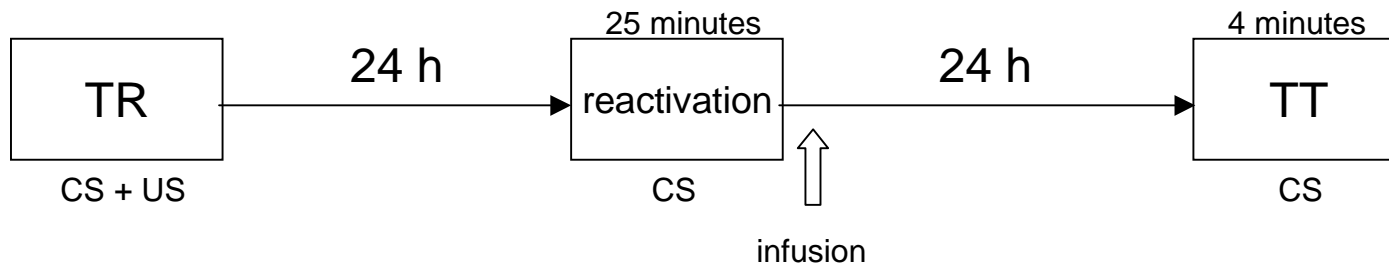 25 minutes
4 minutes
TR
24 h
reactivation
24 h
TT
CS + US
CS
CS
infusion